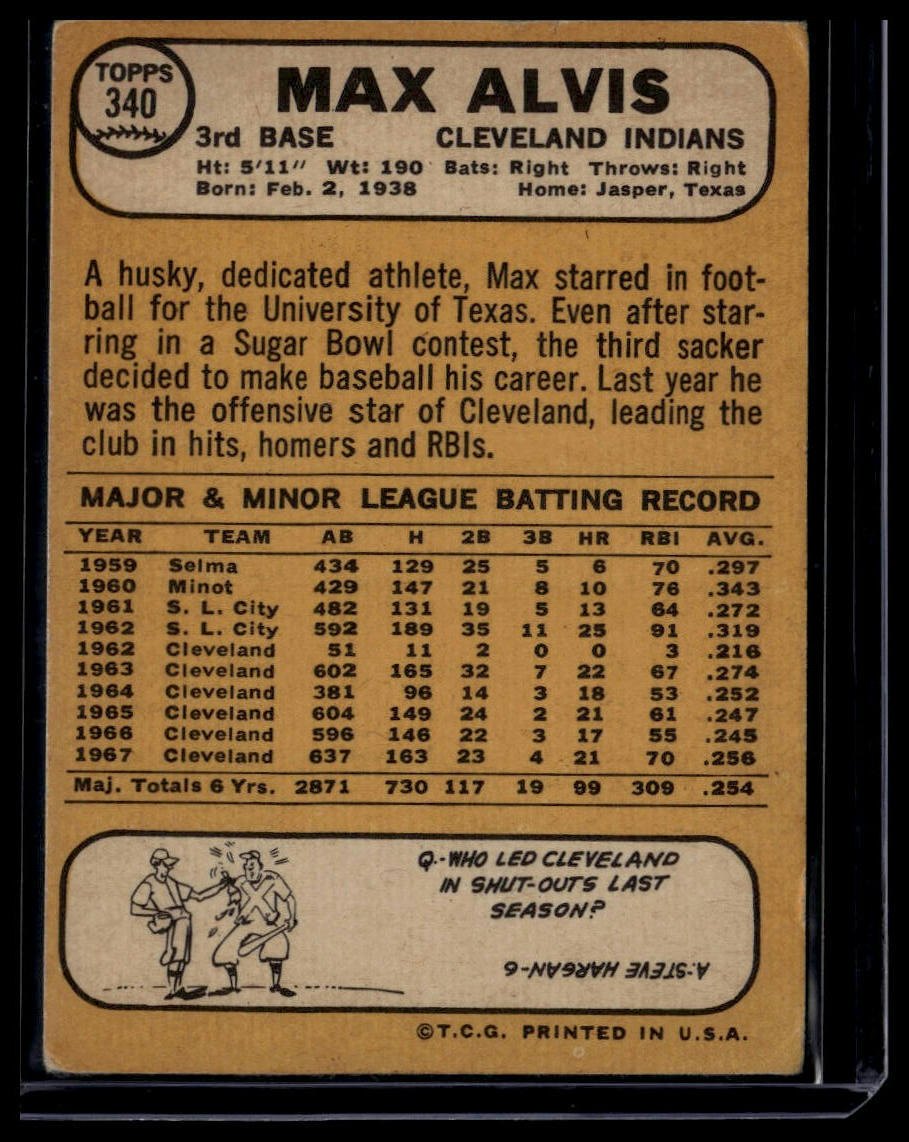 TOPPS
340
MAX ALVIS
3rd BASE CLEVELAND INDIANS
Ht: 5'11" Wt: 190 Bats: Right Throws: Right
Born: Feb. 2, 1938 Home: Jasper, Texas
A husky, dedicated athlete, Max starred in foot-
ball for the University of Texas. Even after star-
ring in a Sugar Bowl contest, the third sacker
decided to make baseball his career. Last year he
was the offensive star of Cleveland, leading the
club in hits, homers and RBIs.
MAJOR & MINOR LEAGUE BATTING RECORD
YEAR TEAM AB H 2B 3B HR RBI AVG.
1959 Selma 434 129 25 5 6 70 .297
1960 Minot 429 147 21 8 10 76 .343
1961 S. L. City 482 131 19 5 13 64 .272
1962 S. L. City 592 189 35 11 25 91 .319
1962 Cleveland 51 11 2 0 0 3 .216
1963 Cleveland 602 165 32 7 22 67 .274
1964 Cleveland 381 96 14 3 18 53 .252
1965 Cleveland 604 149 24 2 21 61 .247
1966 Cleveland 596 146 22 3 17 55 .245
1967 Cleveland 637 163 23 4 21 70 .256
Maj. Totals 6 Yrs. 2871 730 117 19 99 309 .254
Q.-WHO LED CLEVELAND
IN SHUT-OUTS LAST
SEASON?
A.-STEVE HARGAN-6
©T.C.G. PRINTED IN U.S.A.